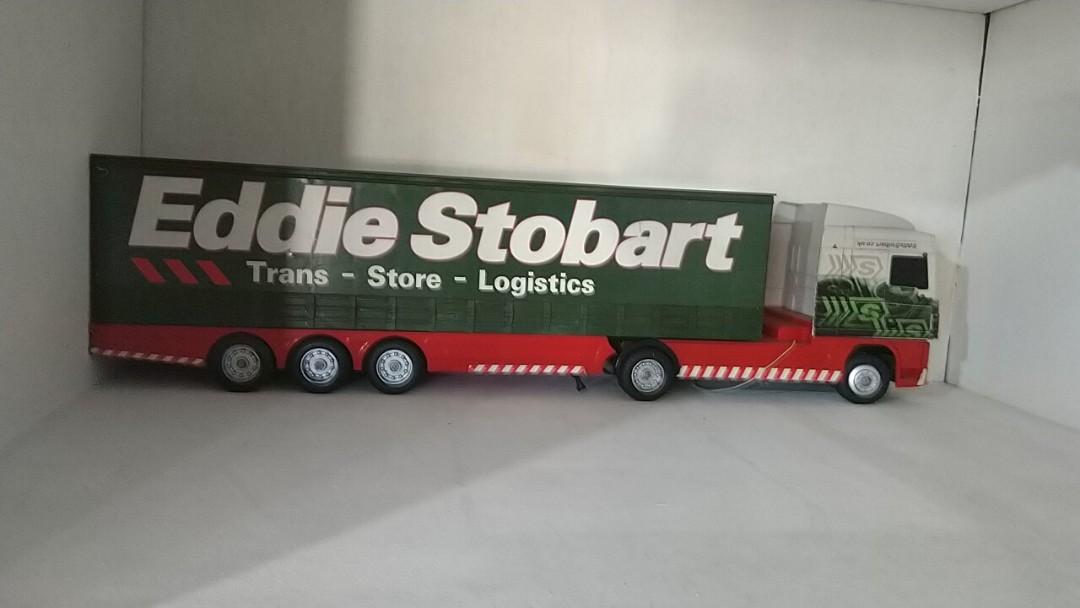 Eddie Stobart
Trans - Store - Logistics